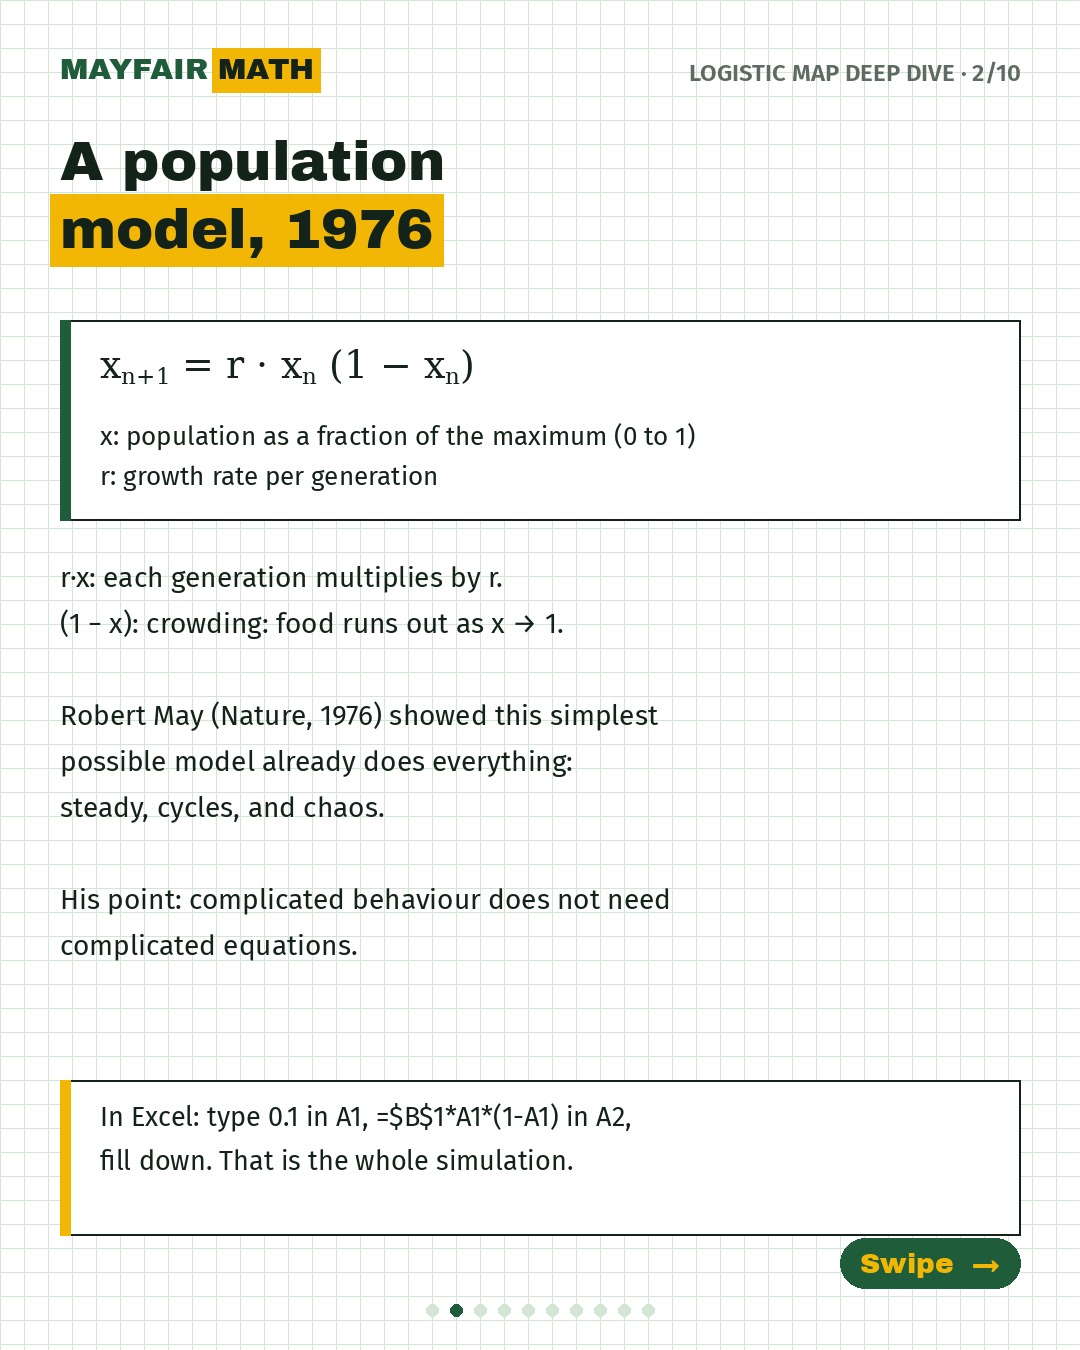 MAYFAIR MATH
LOGISTIC MAP DEEP DIVE · 2/10
A population
model, 1976
xₙ₊₁ = r · xₙ (1 − xₙ)
x: population as a fraction of the maximum (0 to 1)
r: growth rate per generation
r·x: each generation multiplies by r.
(1 − x): crowding: food runs out as x → 1.
Robert May (Nature, 1976) showed this simplest
possible model already does everything:
steady, cycles, and chaos.
His point: complicated behaviour does not need
complicated equations.
In Excel: type 0.1 in A1, =$B$1*A1*(1-A1) in A2,
fill down. That is the whole simulation.
Swipe →